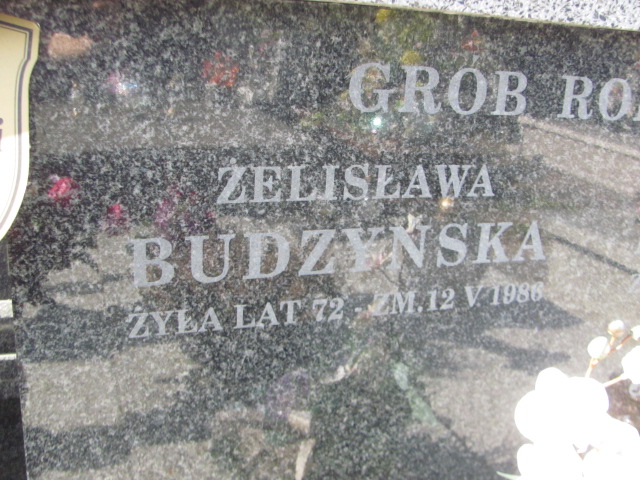 GRÓB RO
ŻELISŁAWA
BUDZYŃSKA
ŻYŁA LAT 72 - ZM. 12 V 1986